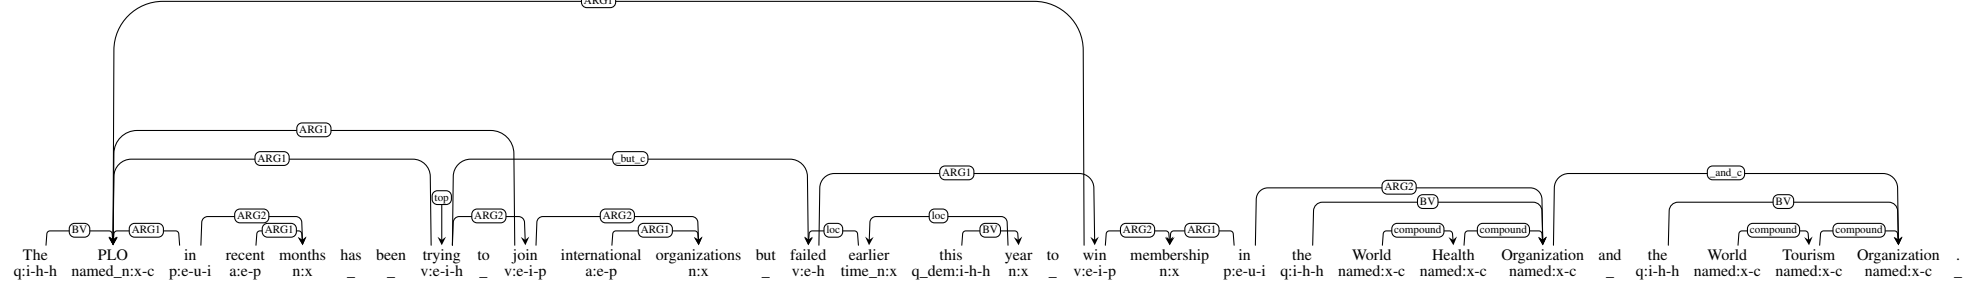 ARG1
ARG1
ARG1 _but_c
ARG1 _and_c
ARG2
top BV BV
ARG2 ARG2 ARG2 loc
BV ARG1 ARG1 ARG1 loc BV ARG2 ARG1 compound compound compound compound
The PLO in recent months has been trying to join international organizations but failed earlier this year to win membership in the World Health Organization and the World Tourism Organization .
q:i-h-h named_n:x-c p:e-u-i a:e-p n:x _ _ v:e-i-h _ v:e-i-p a:e-p n:x _ v:e-h time_n:x q_dem:i-h-h n:x _ v:e-i-p n:x p:e-u-i q:i-h-h named:x-c named:x-c named:x-c _ q:i-h-h named:x-c named:x-c named:x-c _